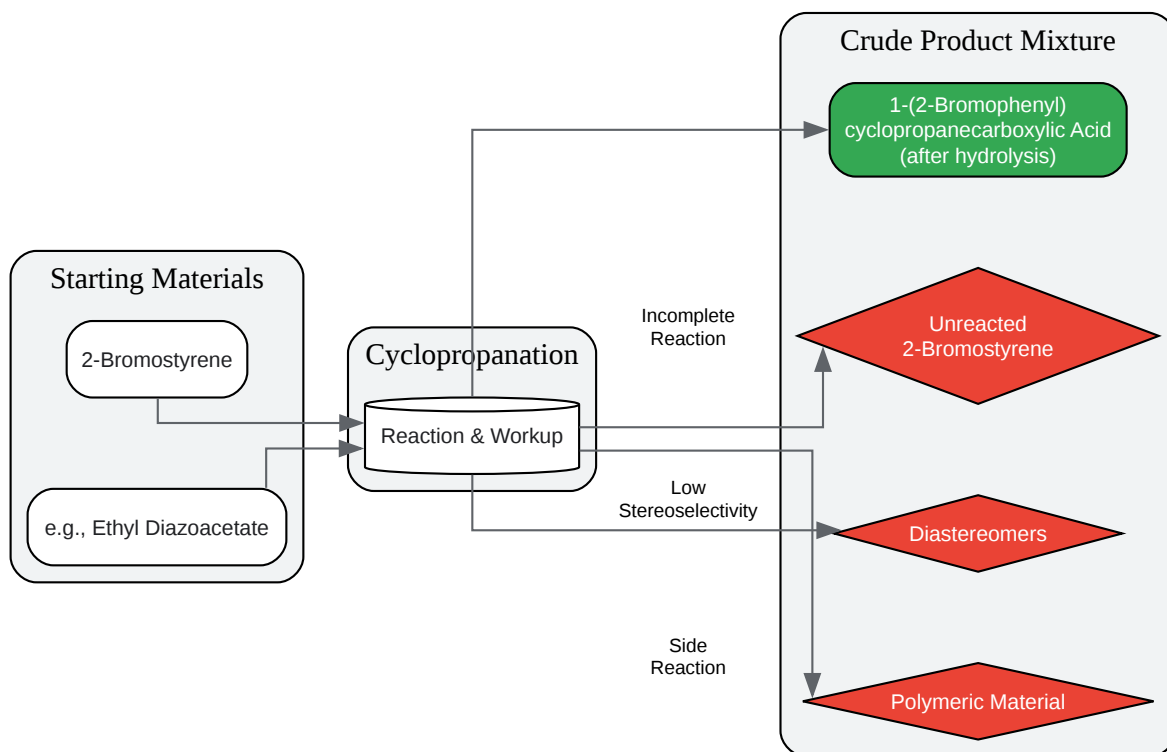 Starting Materials
2-Bromostyrene
e.g., Ethyl Diazoacetate
Cyclopropanation
Reaction & Workup
Incomplete
Reaction
Low
Stereoselectivity
Side
Reaction
Crude Product Mixture
1-(2-Bromophenyl)
cyclopropanecarboxylic Acid
(after hydrolysis)
Unreacted
2-Bromostyrene
Diastereomers
Polymeric Material